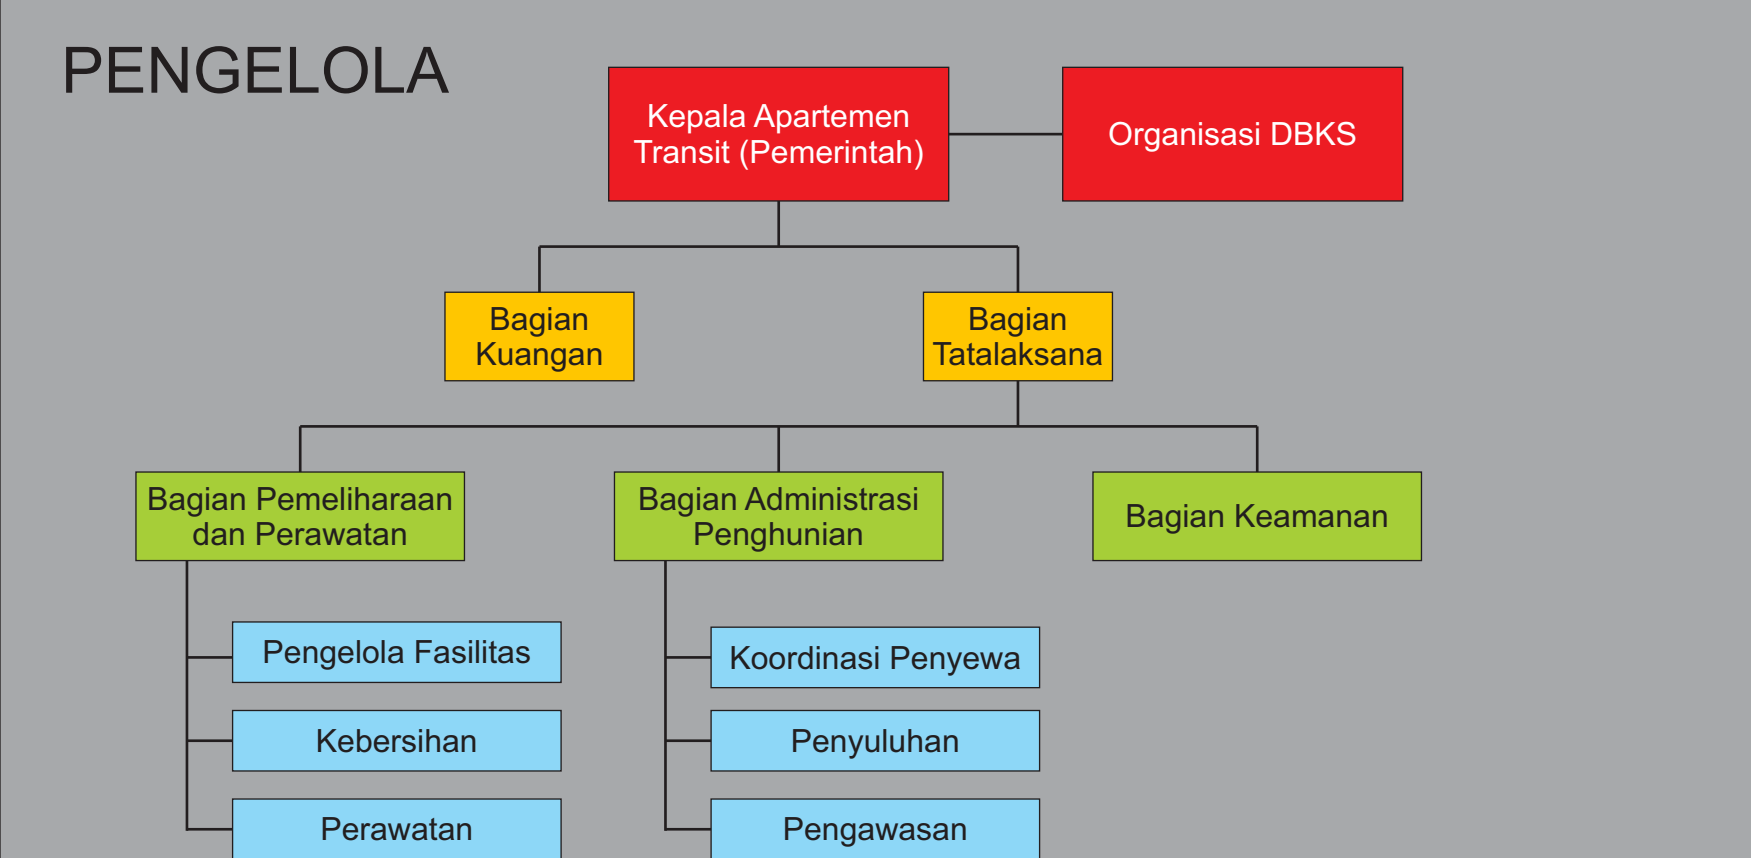 PENGELOLA
Kepala Apartemen
Transit (Pemerintah)
Organisasi DBKS
Bagian
Kuangan
Bagian
Tatalaksana
Bagian Pemeliharaan
dan Perawatan
Bagian Administrasi
Penghunian
Bagian Keamanan
Pengelola Fasilitas
Kebersihan
Perawatan
Koordinasi Penyewa
Penyuluhan
Pengawasan